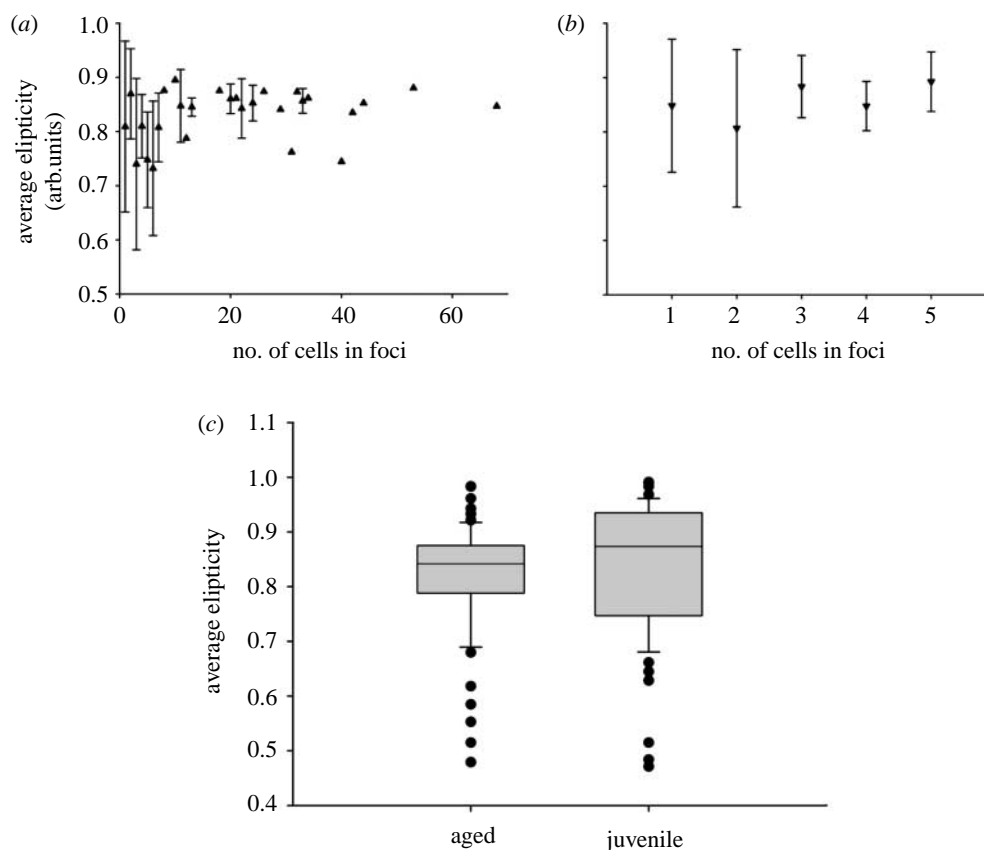 (a)
1.0
0.9
0.8
0.7
0.6
0.5
average elipticity
(arb.units)
0
20
40
60
no. of cells in foci
(b)
1
2
3
4
5
no. of cells in foci
(c)
1.1
1.0
0.9
0.8
0.7
0.6
0.5
0.4
average elipticity
aged
juvenile